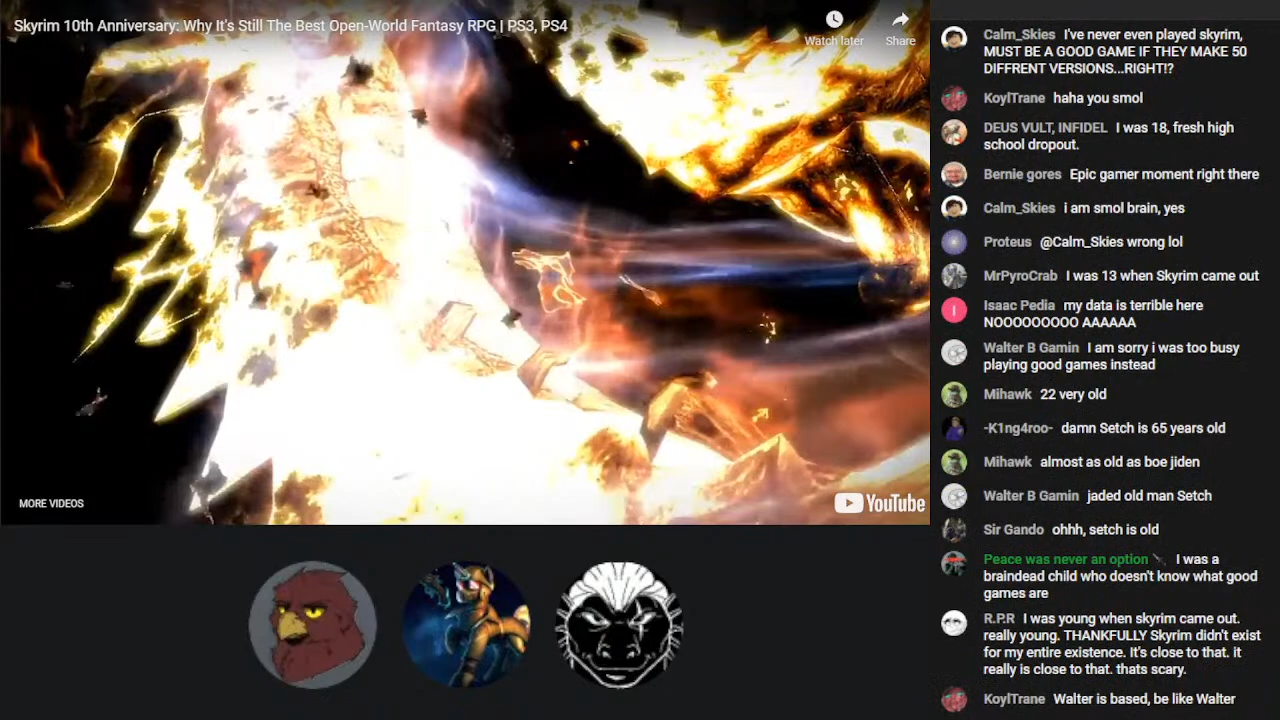 Skyrim 10th Anniversary: Why It's Still The Best Open-World Fantasy RPG | PS3, PS4
Watch later
Share
MORE VIDEOS
YouTube
Calm_Skies I've never even played skyrim,
MUST BE A GOOD GAME IF THEY MAKE 50
DIFFRENT VERSIONS...RIGHT!?
KoylTrane haha you smol
DEUS VULT, INFIDEL I was 18, fresh high
school dropout.
Bernie gores Epic gamer moment right there
Calm_Skies i am smol brain, yes
Proteus @Calm_Skies wrong lol
MrPyroCrab I was 13 when Skyrim came out
I
Isaac Pedia my data is terrible here
NOOOOOOOOO AAAAAA
Walter B Gamin I am sorry i was too busy
playing good games instead
Mihawk 22 very old
-K1ng4roo- damn Setch is 65 years old
Mihawk almost as old as boe jiden
Walter B Gamin jaded old man Setch
Sir Gando ohhh, setch is old
Peace was never an option I was a
braindead child who doesn't know what good
games are
R.P.R I was young when skyrim came out.
really young. THANKFULLY Skyrim didn't exist
for my entire existence. It's close to that. it
really is close to that. thats scary.
KoylTrane Walter is based, be like Walter